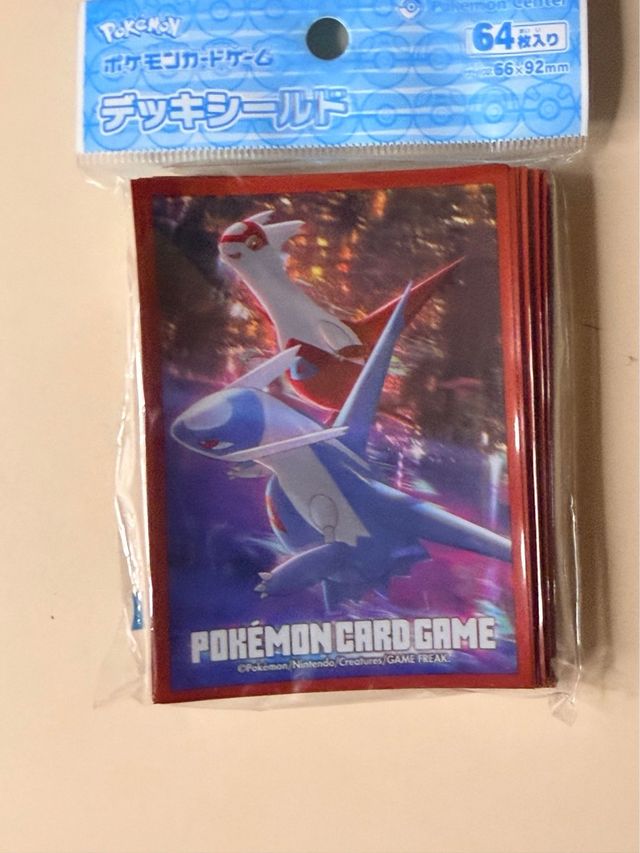 Pokémon
ポケモンカードゲーム
デッキシールド
Pokémon Center
64枚入り
66×92mm
POKÉMON CARD GAME
©Pokémon/Nintendo/Creatures/GAME FREAK.